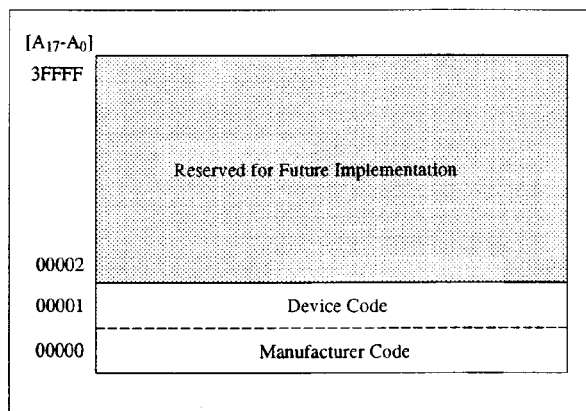 [A₁₇-A₀]
3FFFF
Reserved for Future Implementation
00002
00001
Device Code
00000
Manufacturer Code